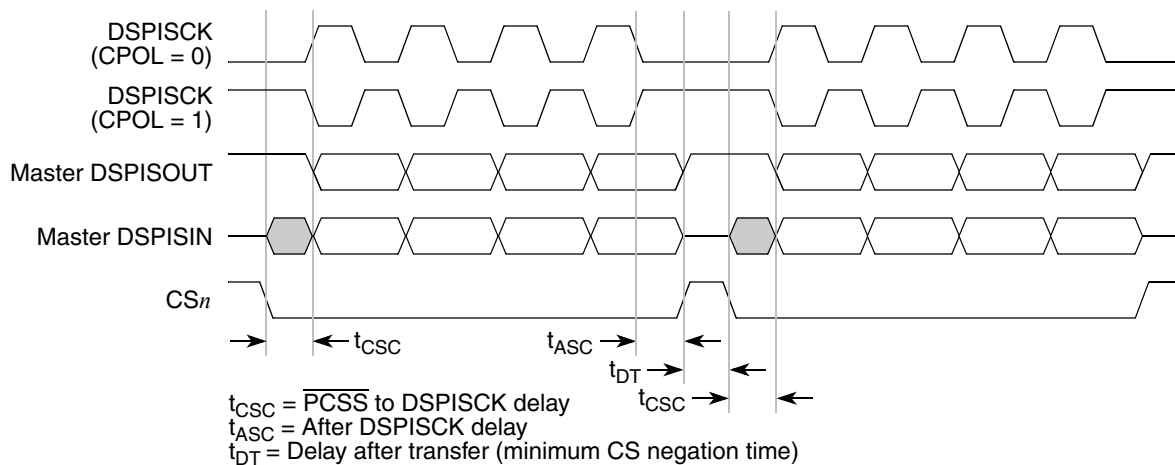 DSPISCK
(CPOL = 0)
DSPISCK
(CPOL = 1)
Master DSPISOUT
Master DSPISIN
CSn
tCSC
tASC
tDT
tCSC
tCSC = PCSS to DSPISCK delay
tASC = After DSPISCK delay
tDT = Delay after transfer (minimum CS negation time)